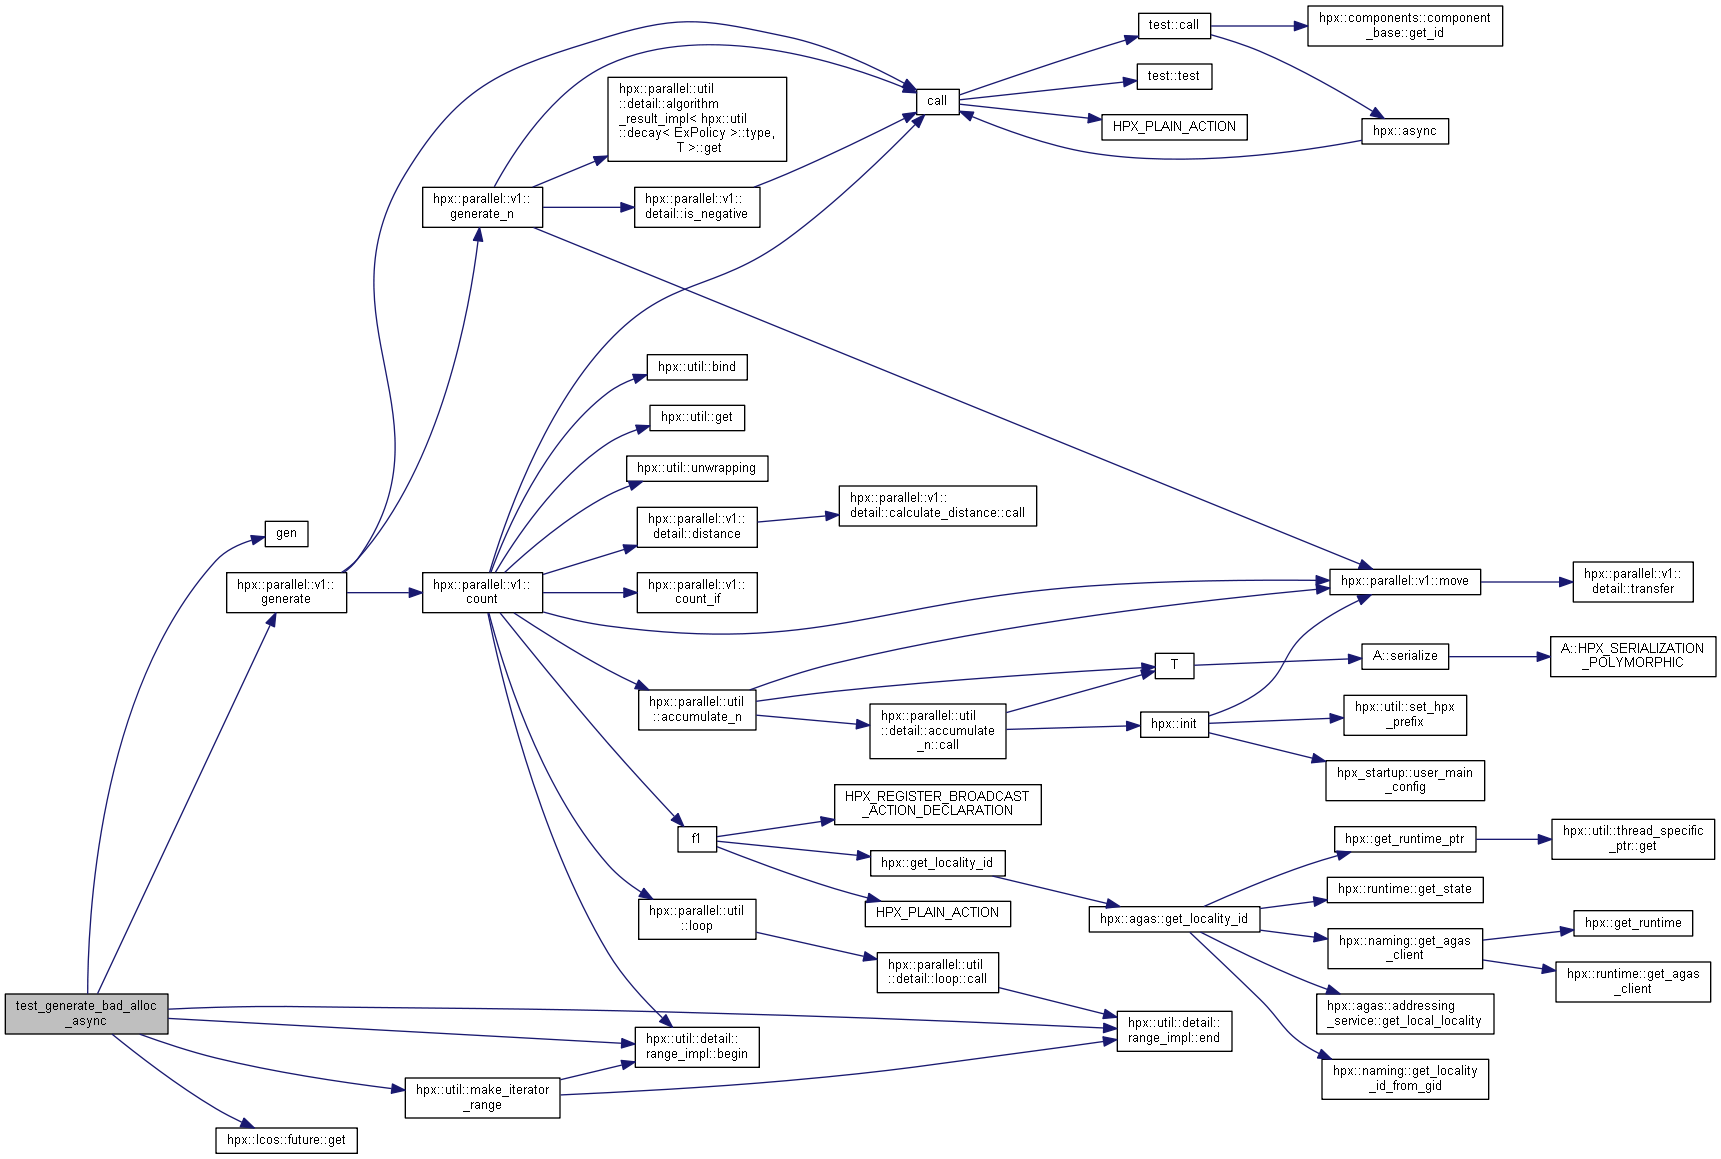 test::call
hpx::components::component
_base::get_id
test::test
hpx::parallel::util
::detail::algorithm
_result_impl< hpx::util
::decay< ExPolicy >::type,
T >::get
call
HPX_PLAIN_ACTION
hpx::async
hpx::parallel::v1::
generate_n
hpx::parallel::v1::
detail::is_negative
hpx::util::bind
hpx::util::get
hpx::util::unwrapping
hpx::parallel::v1::
detail::calculate_distance::call
hpx::parallel::v1::
detail::distance
gen
hpx::parallel::v1::
generate
hpx::parallel::v1::
count
hpx::parallel::v1::
count_if
hpx::parallel::v1::move
hpx::parallel::v1::
detail::transfer
T
A::serialize
A::HPX_SERIALIZATION
_POLYMORPHIC
hpx::parallel::util
::accumulate_n
hpx::parallel::util
::detail::accumulate
_n::call
hpx::init
hpx::util::set_hpx
_prefix
hpx_startup::user_main
_config
HPX_REGISTER_BROADCAST
_ACTION_DECLARATION
f1
hpx::get_locality_id
HPX_PLAIN_ACTION
hpx::get_runtime_ptr
hpx::util::thread_specific
_ptr::get
hpx::runtime::get_state
hpx::agas::get_locality_id
hpx::parallel::util
::loop
hpx::naming::get_agas
_client
hpx::get_runtime
hpx::runtime::get_agas
_client
hpx::parallel::util
::detail::loop::call
hpx::agas::addressing
_service::get_local_locality
test_generate_bad_alloc
_async
hpx::util::detail::
range_impl::begin
hpx::util::detail::
range_impl::end
hpx::naming::get_locality
_id_from_gid
hpx::util::make_iterator
_range
hpx::lcos::future::get